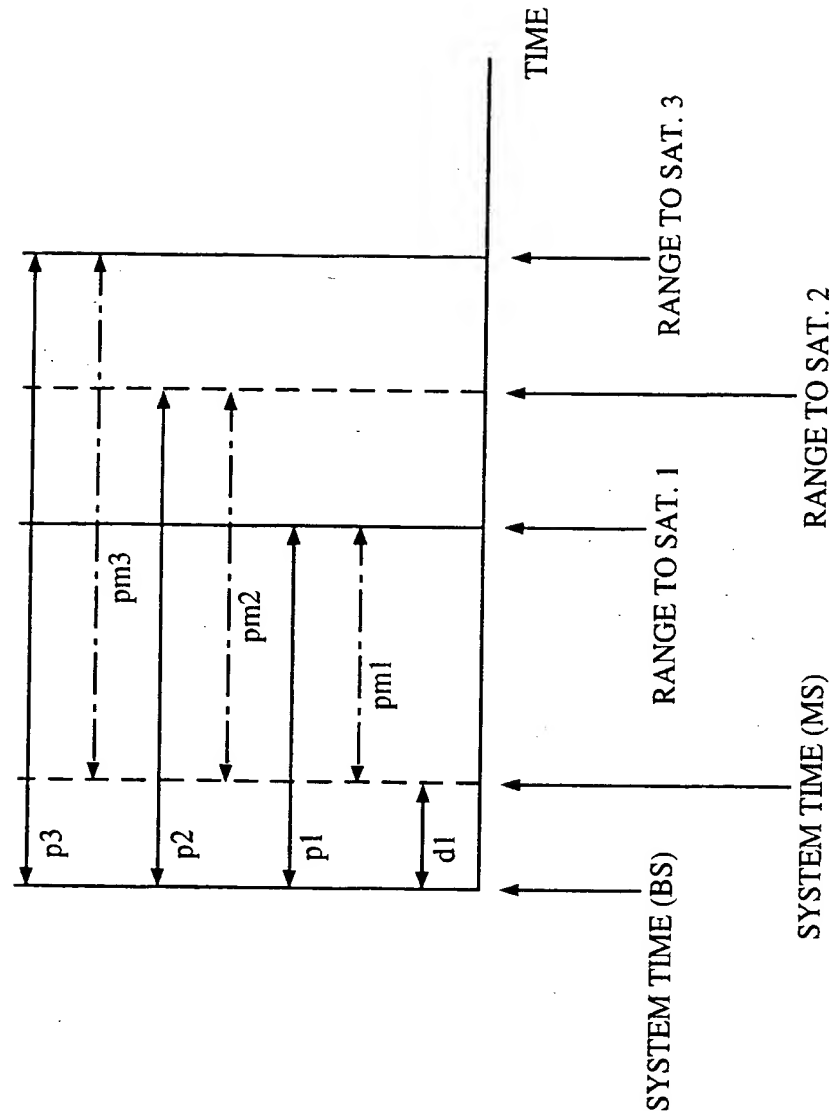 p3
pm3
p2
pm2
p1
pm1
d1
TIME
SYSTEM TIME (BS)
SYSTEM TIME (MS)
RANGE TO SAT. 1
RANGE TO SAT. 2
RANGE TO SAT. 3